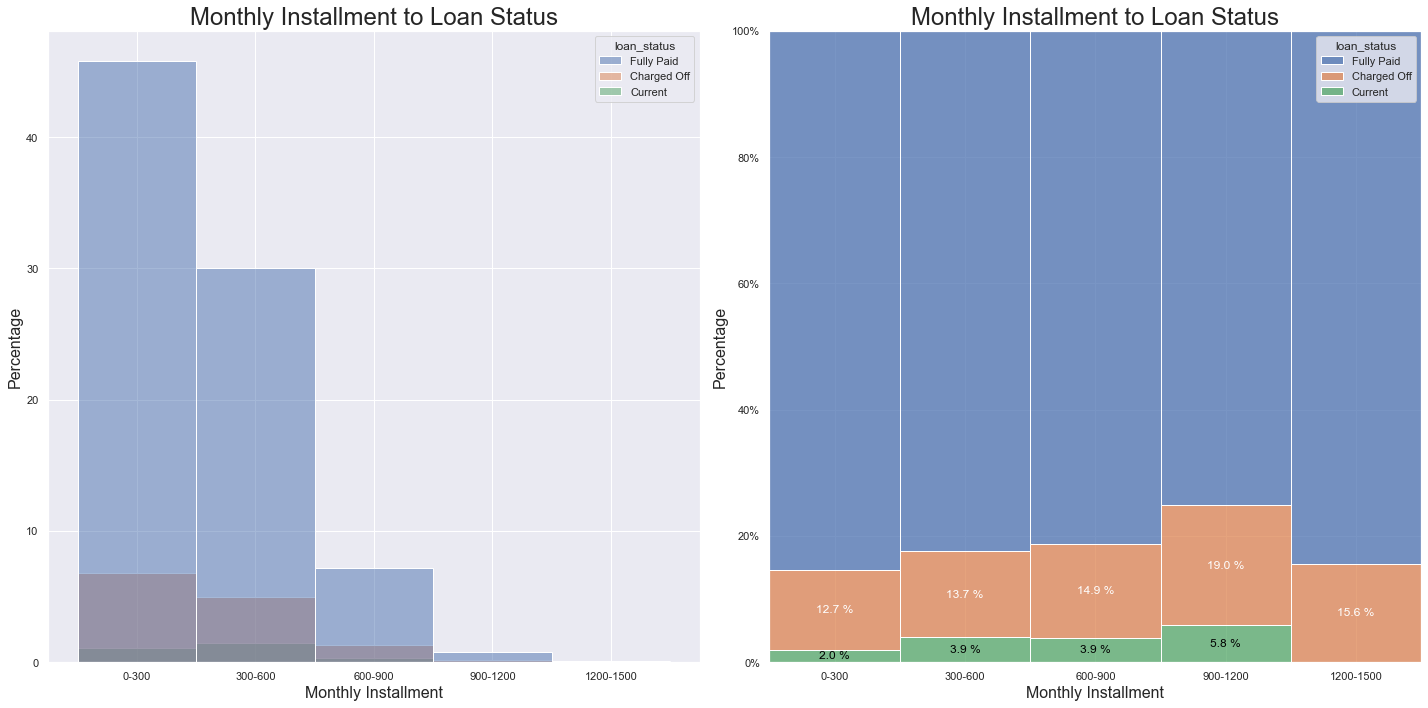 Monthly Installment to Loan Status
loan_status
Fully Paid
Charged Off
Current
40
30
20
10
0
Percentage
0-300
300-600
600-900
900-1200
1200-1500
Monthly Installment
Monthly Installment to Loan Status
loan_status
Fully Paid
Charged Off
Current
100%
80%
60%
40%
20%
0%
Percentage
12.7 %
13.7 %
14.9 %
19.0 %
15.6 %
2.0 %
3.9 %
3.9 %
5.8 %
0-300
300-600
600-900
900-1200
1200-1500
Monthly Installment